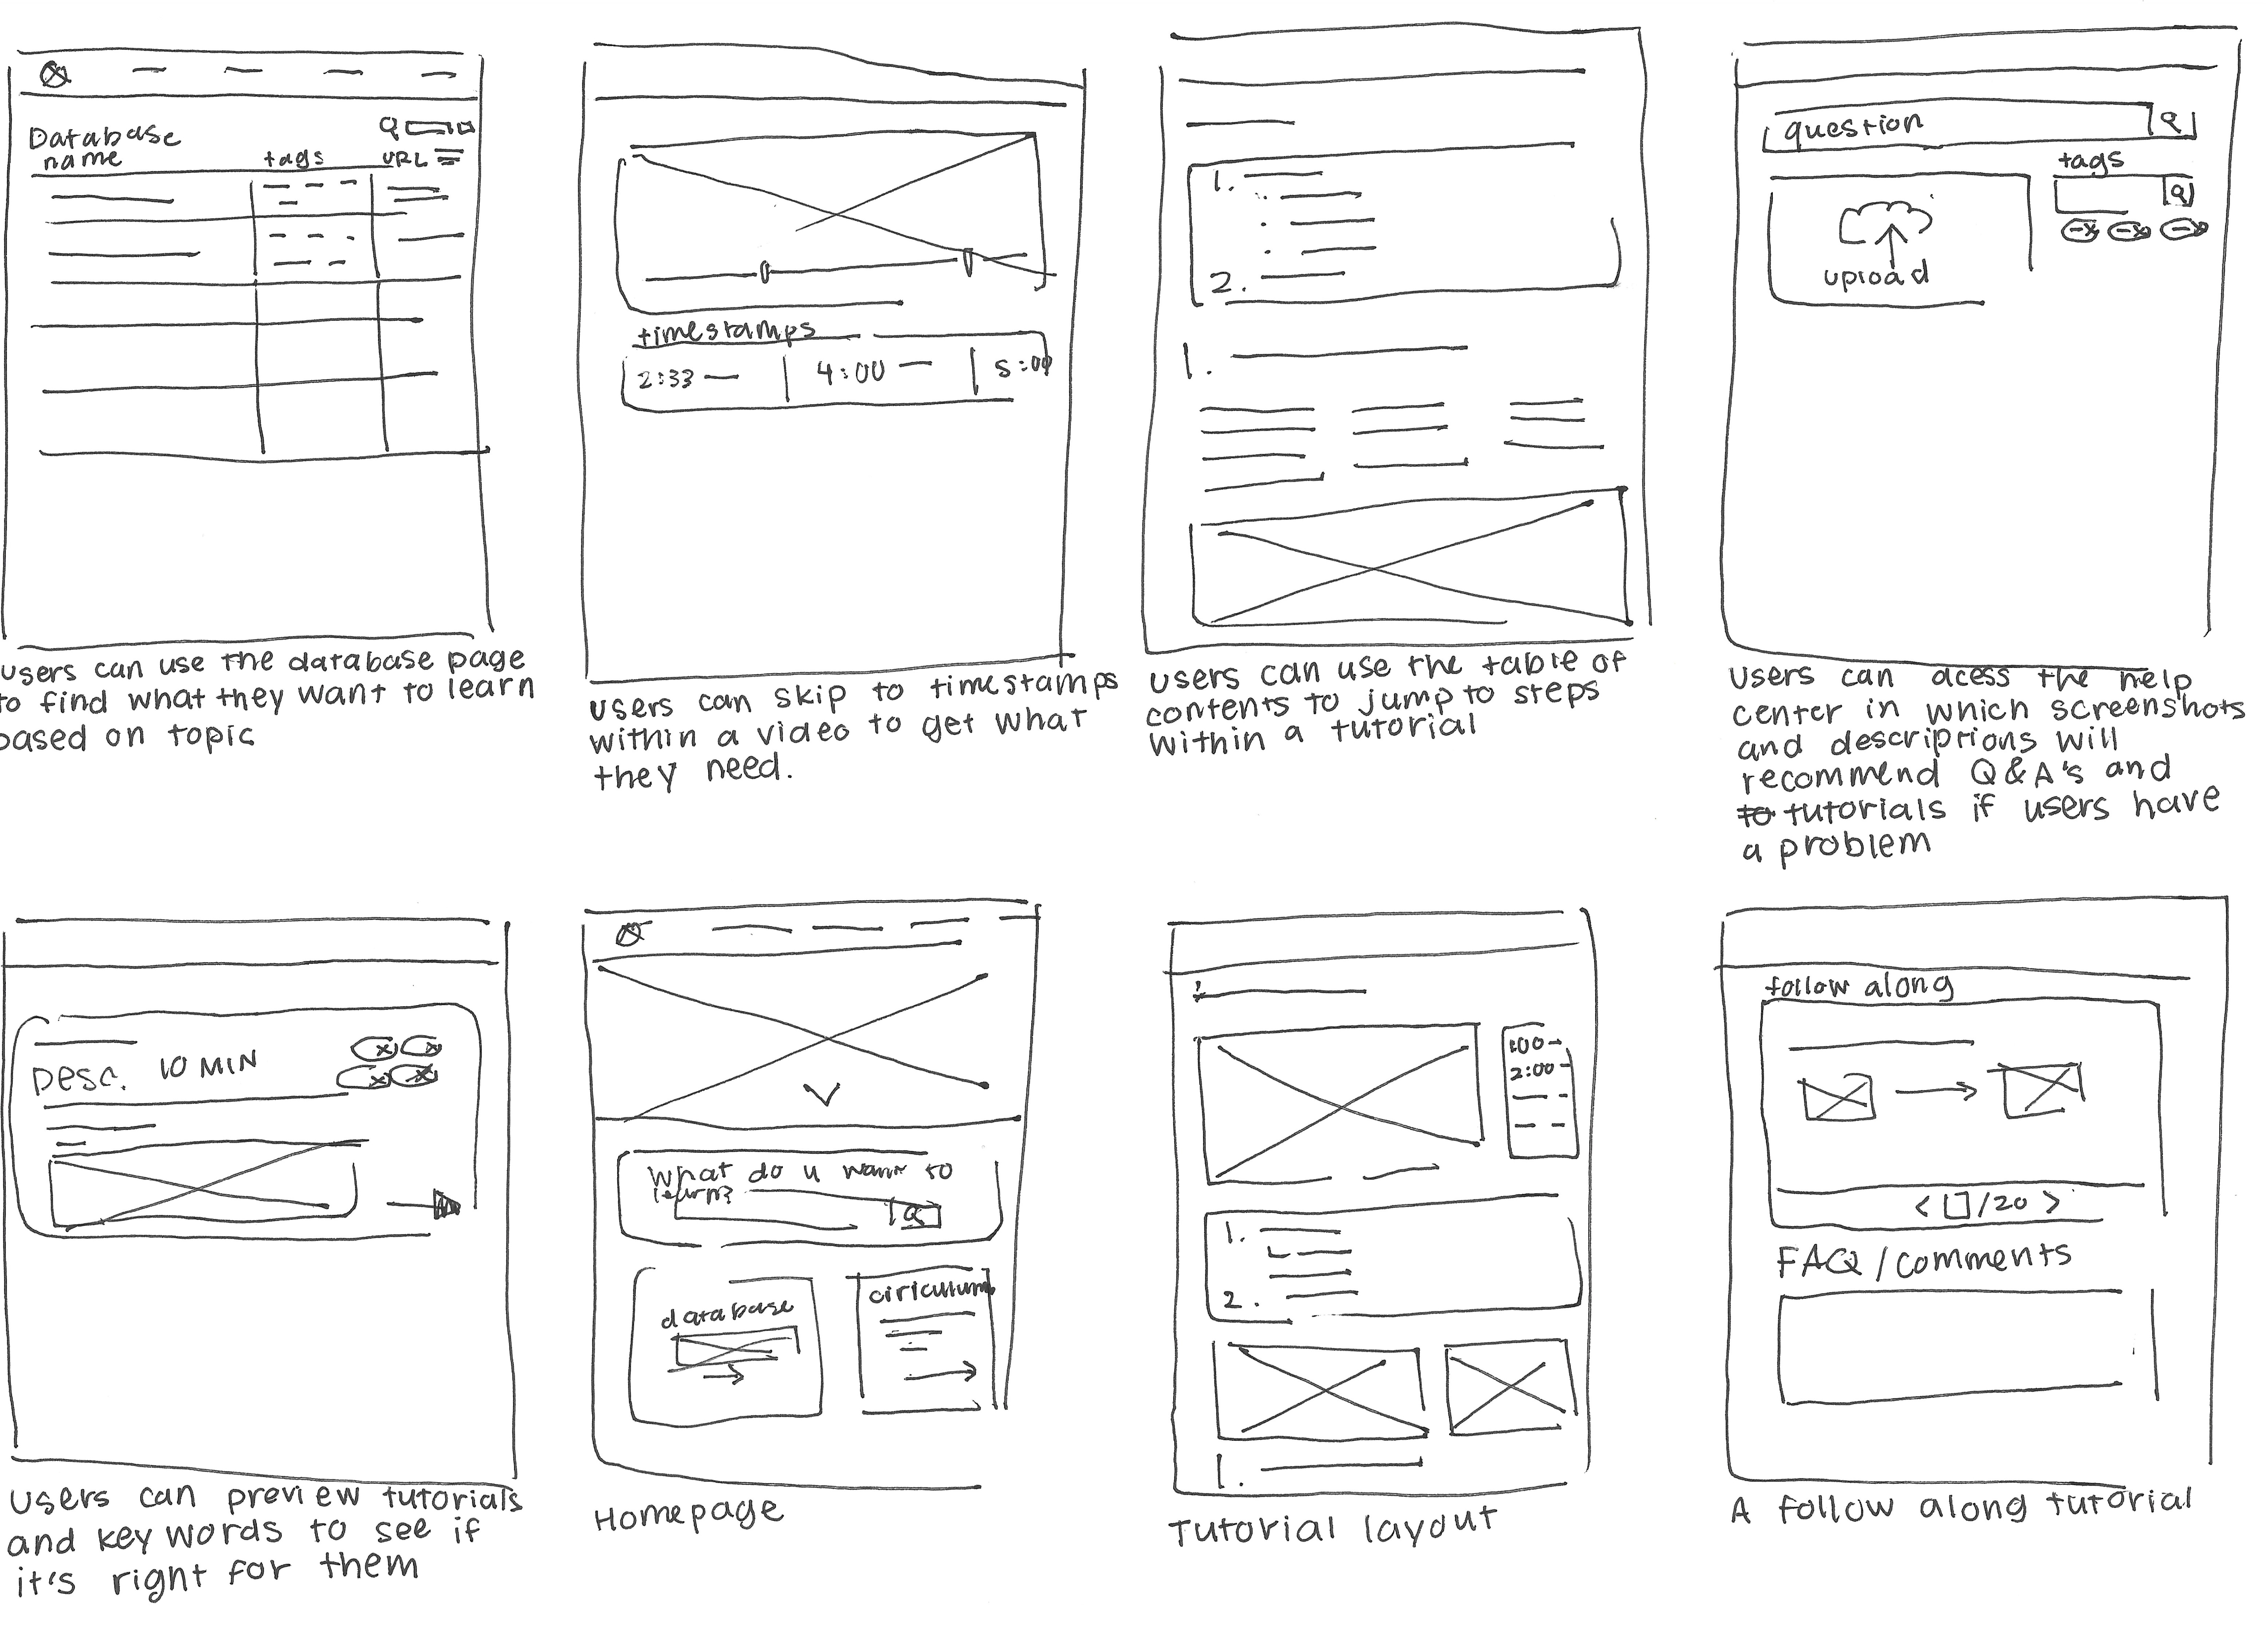 Database
name
tags
URL
users can use the database page
to find what they want to learn
based on topic
timestamps
2:33
4:00
5:00
users can skip to timestamps
within a video to get what
they need.
1.
2.
1.
users can use the table of
contents to jump to steps
within a tutorial
question
tags
upload
users can acess the help
center in which screenshots
and descriptions will
recommend Q&A's and
to tutorials if users have
a problem
Desc. 10 MIN
users can preview tutorials
and key words to see if
it's right for them
What do u want to
learn?
database
ciriculum
Homepage
1:00
2:00
1.
2.
1.
Tutorial layout
follow along
< /20 >
FAQ/comments
A follow along tutorial